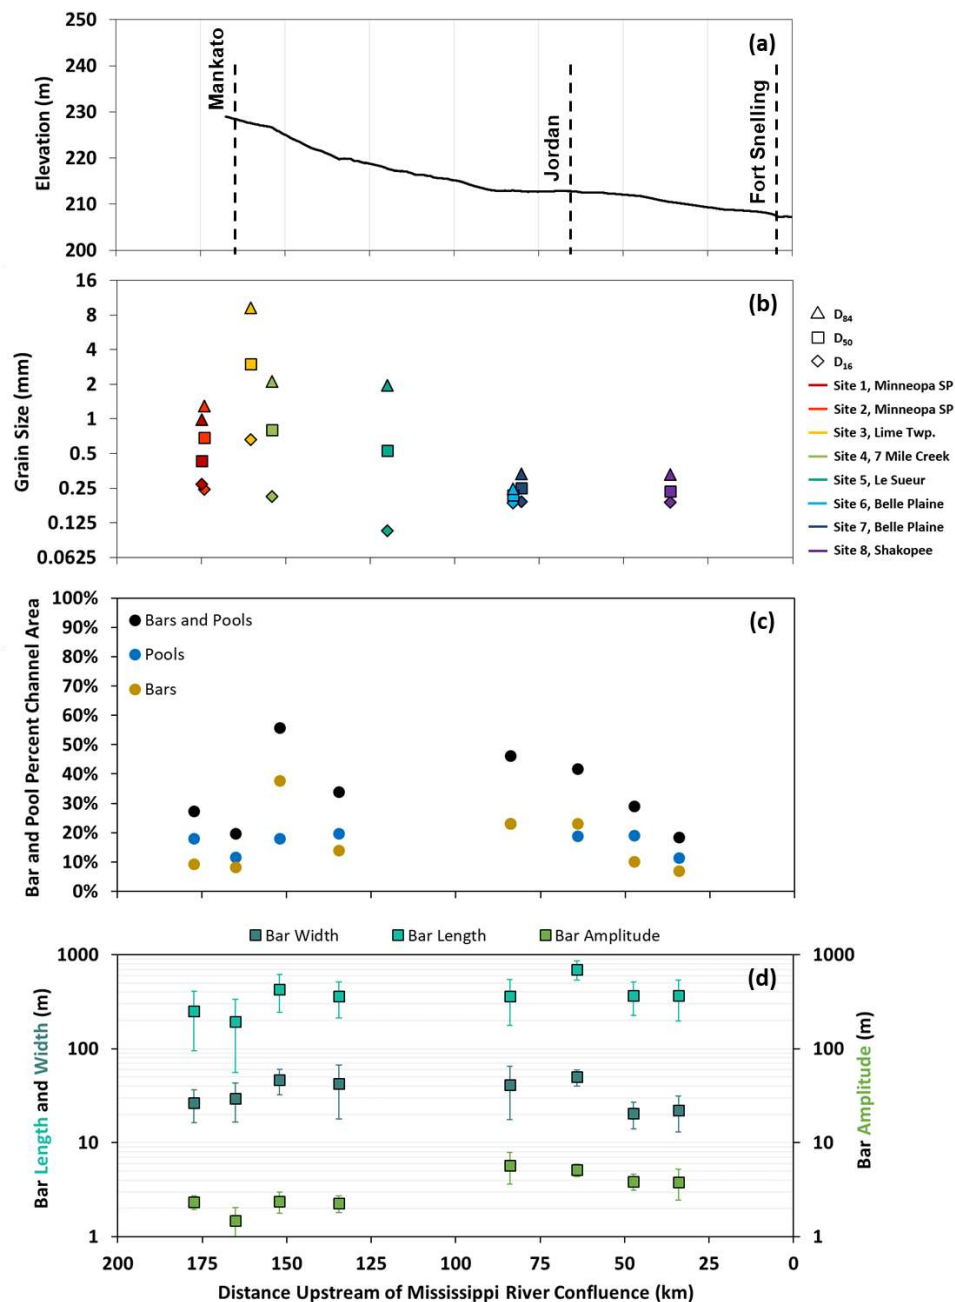 (a)
Elevation (m)
250
240
230
220
210
200
Mankato
Jordan
Fort Snelling
(b)
Grain Size (mm)
16
8
4
2
1
0.5
0.25
0.125
0.0625
D84
D50
D16
Site 1, Minneopa SP
Site 2, Minneopa SP
Site 3, Lime Twp.
Site 4, 7 Mile Creek
Site 5, Le Sueur
Site 6, Belle Plaine
Site 7, Belle Plaine
Site 8, Shakopee
(c)
Bar and Pool Percent Channel Area
100%
90%
80%
70%
60%
50%
40%
30%
20%
10%
0%
Bars and Pools
Pools
Bars
Bar Width
Bar Length
Bar Amplitude
(d)
Bar Length and Width (m)
1000
100
10
1
Bar Amplitude (m)
1000
100
10
1
200
175
150
125
100
75
50
25
0
Distance Upstream of Mississippi River Confluence (km)